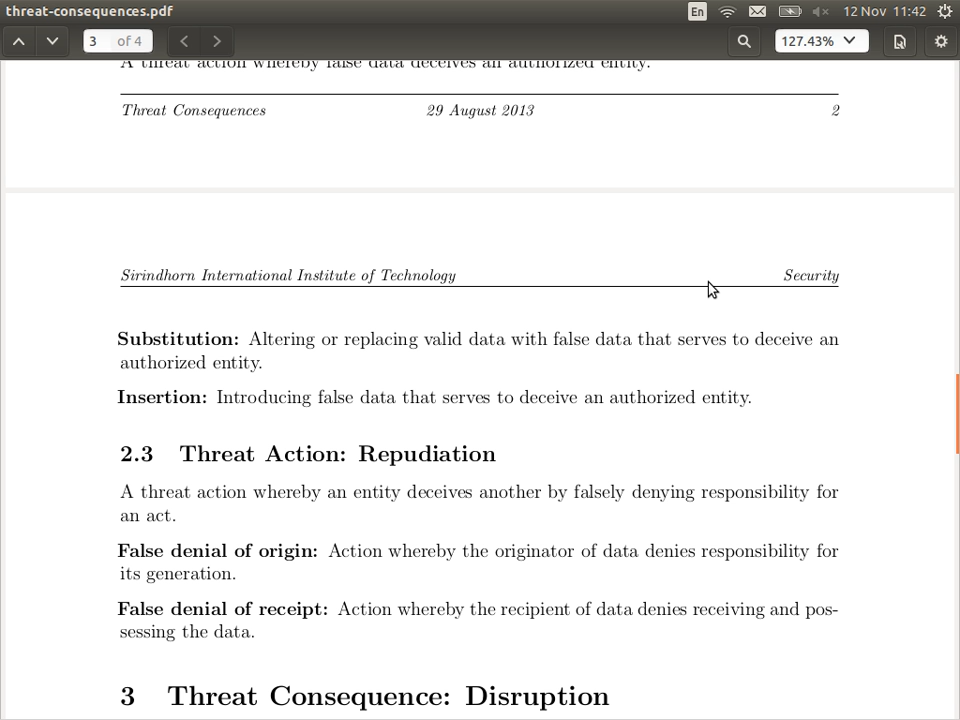 threat-consequences.pdf
En
12 Nov 11:42
3 of 4
127.43%
A threat action whereby false data deceives an authorized entity.
Threat Consequences 29 August 2013 2
Sirindhorn International Institute of Technology Security
Substitution: Altering or replacing valid data with false data that serves to deceive an
authorized entity.
Insertion: Introducing false data that serves to deceive an authorized entity.
2.3 Threat Action: Repudiation
A threat action whereby an entity deceives another by falsely denying responsibility for
an act.
False denial of origin: Action whereby the originator of data denies responsibility for
its generation.
False denial of receipt: Action whereby the recipient of data denies receiving and pos-
sessing the data.
3 Threat Consequence: Disruption